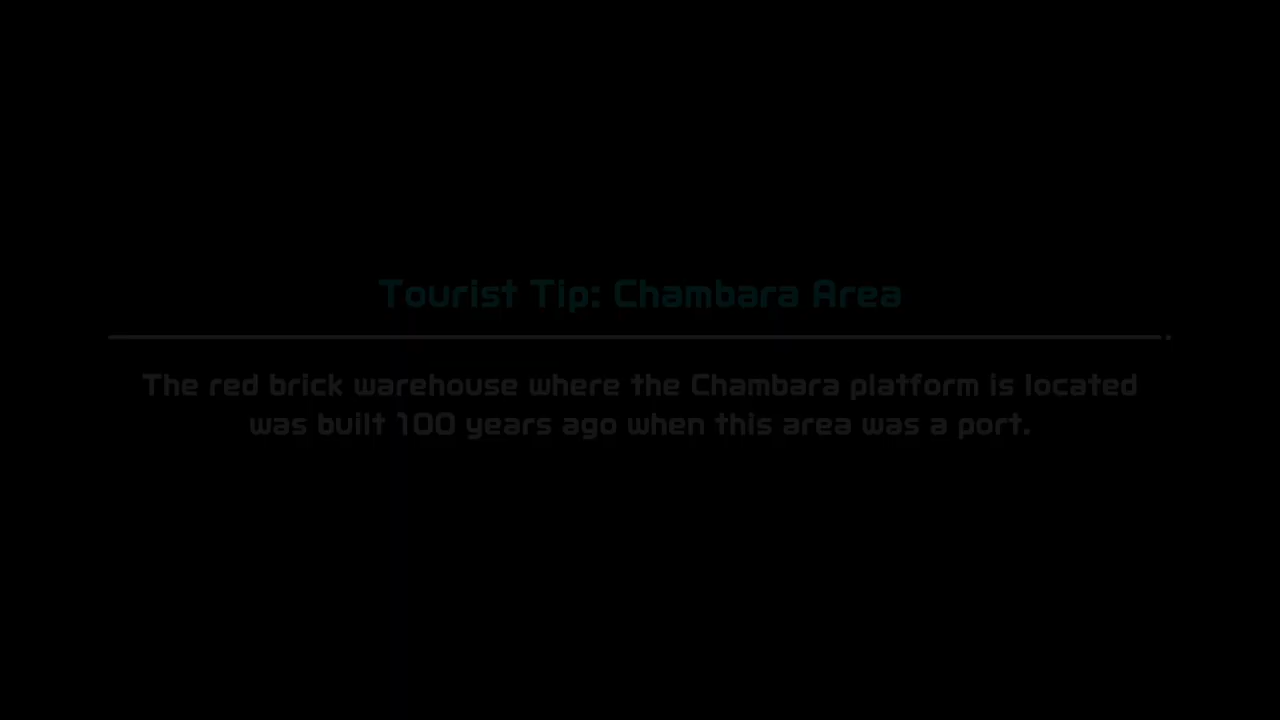 Tourist Tip: Chambara Area
The red brick warehouse where the Chambara platform is located
was built 100 years ago when this area was a port.